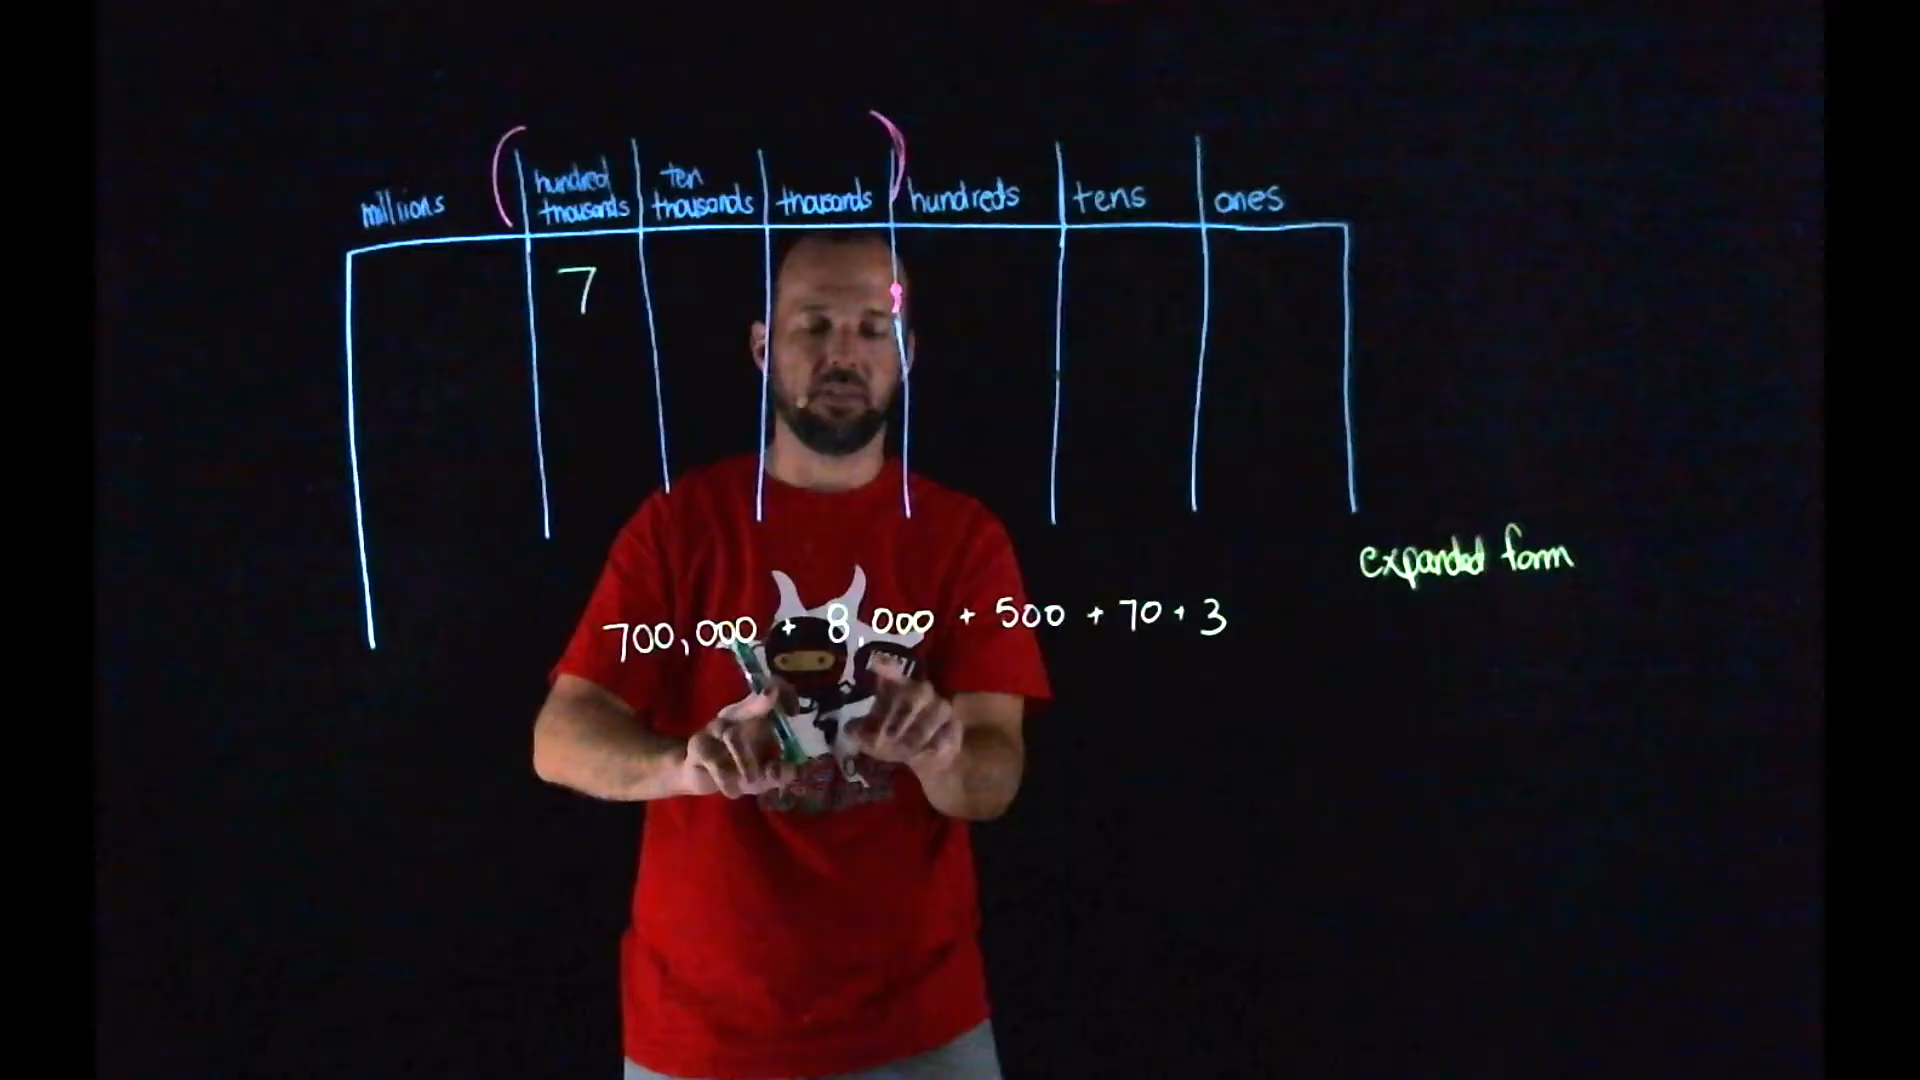 millions hundred thousands ten thousands thousands hundreds tens ones
7
expanded form
700,000 + 8,000 + 500 + 70 + 3